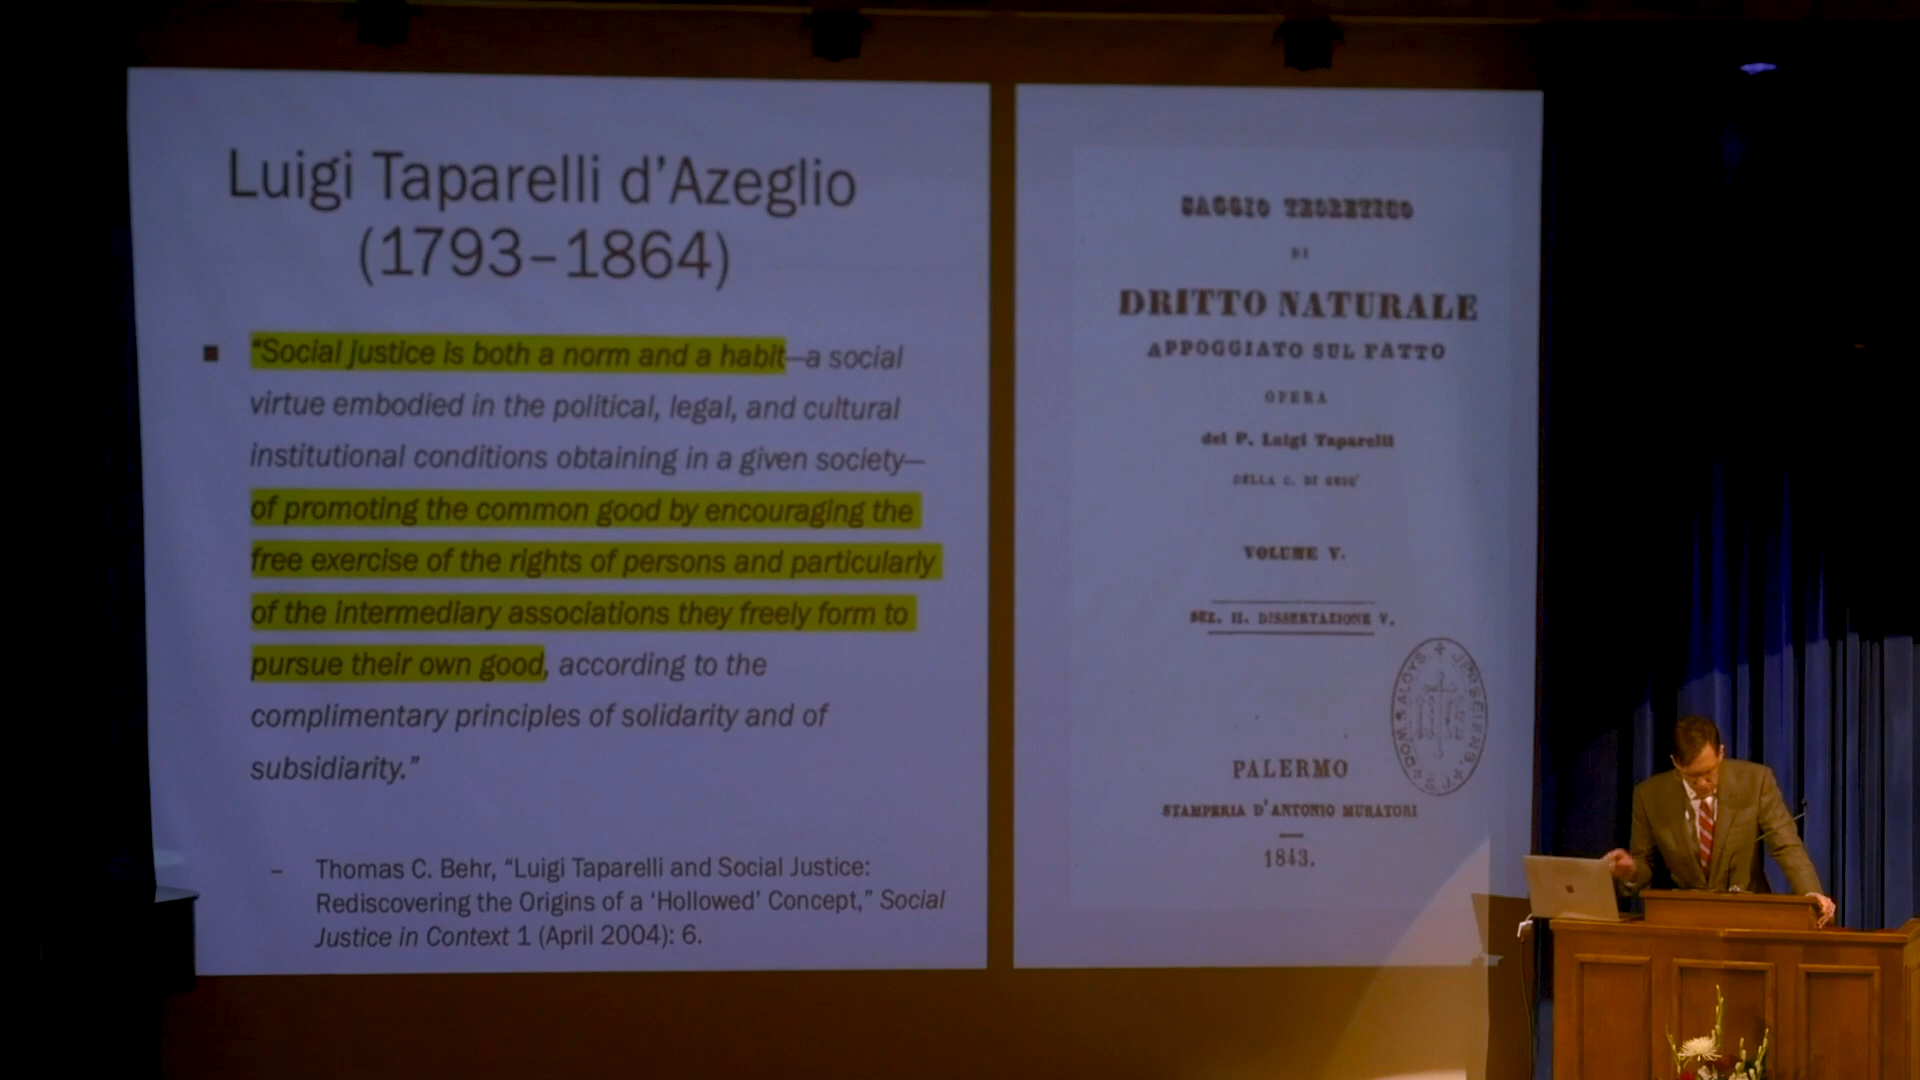 Luigi Taparelli d’Azeglio
(1793–1864)
■ “Social justice is both a norm and a habit—a social
virtue embodied in the political, legal, and cultural
institutional conditions obtaining in a given society—
of promoting the common good by encouraging the
free exercise of the rights of persons and particularly
of the intermediary associations they freely form to
pursue their own good, according to the
complimentary principles of solidarity and of
subsidiarity.”
– Thomas C. Behr, “Luigi Taparelli and Social Justice:
Rediscovering the Origins of a ‘Hollowed’ Concept,” Social
Justice in Context 1 (April 2004): 6.
SAGGIO TEORETICO
DI
DRITTO NATURALE
APPOGGIATO SUL FATTO
OPERA
del P. Luigi Taparelli
DELLA C. DI GESU'
VOLUME V.
SEZ. II. DISSERTAZIONE V.
PALERMO
STAMPERIA D'ANTONIO MURATORI
1843.